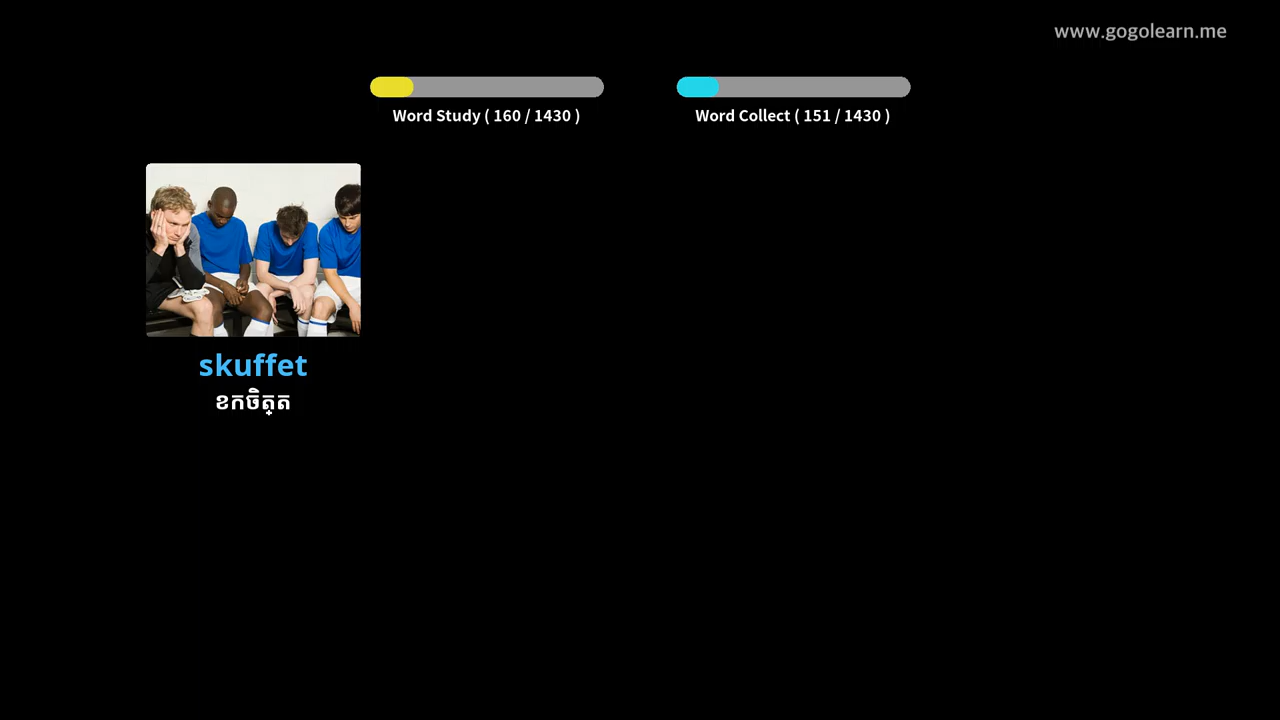 www.gogolearn.me
Word Study ( 160 / 1430 )
Word Collect ( 151 / 1430 )
skuffet
ខកចិត្ត